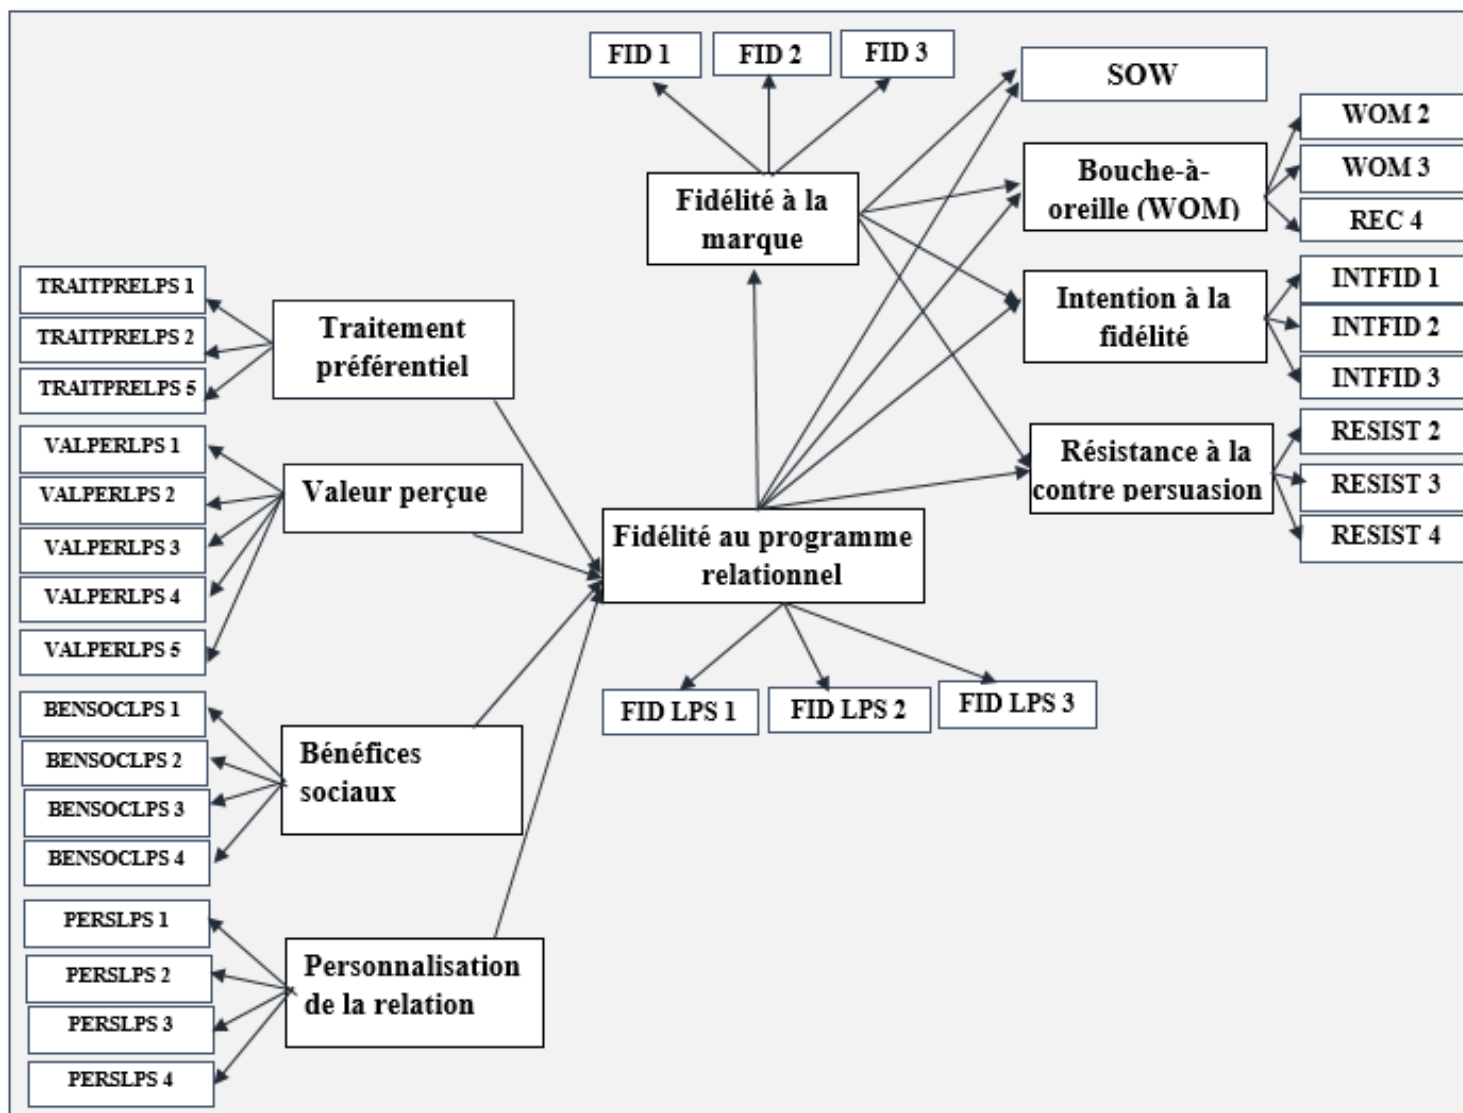 FID 1
FID 2
FID 3
SOW
WOM 2
Bouche-à-
oreille (WOM)
WOM 3
REC 4
Fidélité à la
marque
INTFID 1
Intention à la
fidélité
INTFID 2
INTFID 3
TRAITPRELPS 1
TRAITPRELPS 2
TRAITPRELPS 5
Traitement
préférentiel
RESIST 2
Résistance à la
contre persuasion
RESIST 3
RESIST 4
VALPERLPS 1
VALPERLPS 2
VALPERLPS 3
VALPERLPS 4
VALPERLPS 5
Valeur perçue
Fidélité au programme
relationnel
FID LPS 1
FID LPS 2
FID LPS 3
BENSOCLPS 1
BENSOCLPS 2
BENSOCLPS 3
BENSOCLPS 4
Bénéfices
sociaux
PERSLPS 1
PERSLPS 2
PERSLPS 3
PERSLPS 4
Personnalisation
de la relation